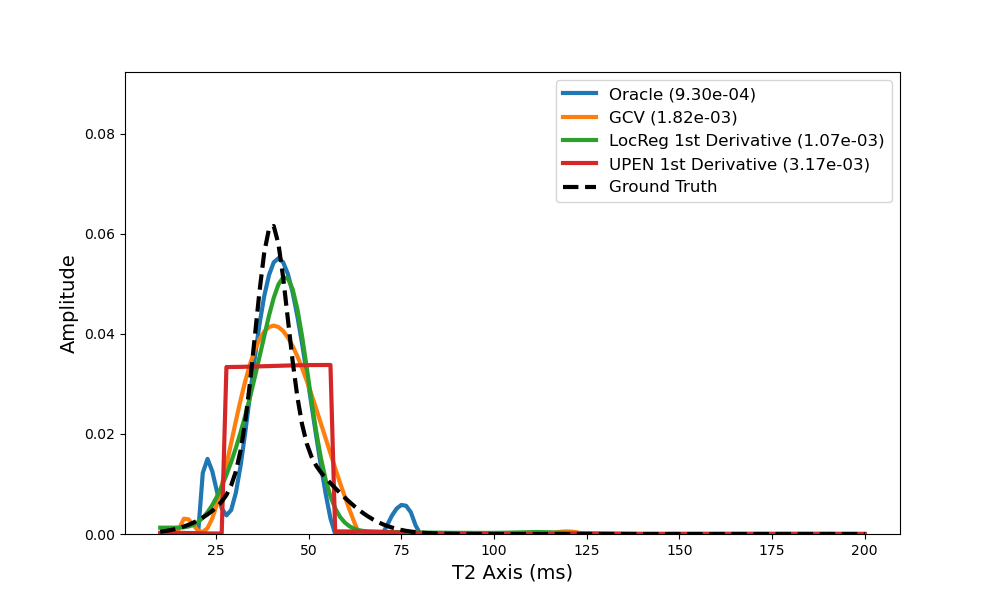 Oracle (9.30e-04)
GCV (1.82e-03)
LocReg 1st Derivative (1.07e-03)
UPEN 1st Derivative (3.17e-03)
Ground Truth
0.08
0.06
0.04
0.02
0.00
Amplitude
25 50 75 100 125 150 175 200
T2 Axis (ms)